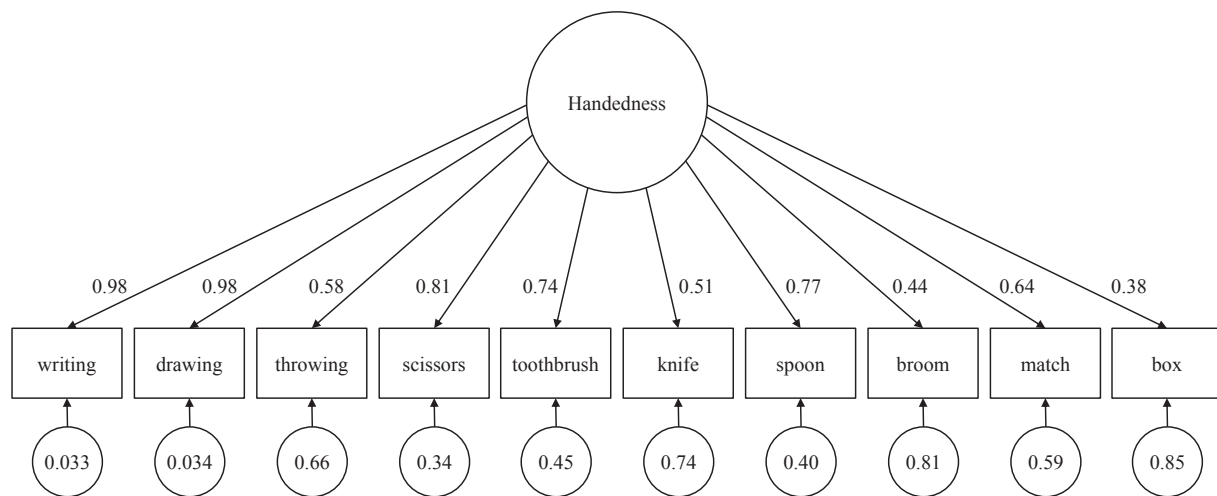 Handedness
0.98 0.98 0.58 0.81 0.74 0.51 0.77 0.44 0.64 0.38
writing drawing throwing scissors toothbrush knife spoon broom match box
0.033 0.034 0.66 0.34 0.45 0.74 0.40 0.81 0.59 0.85